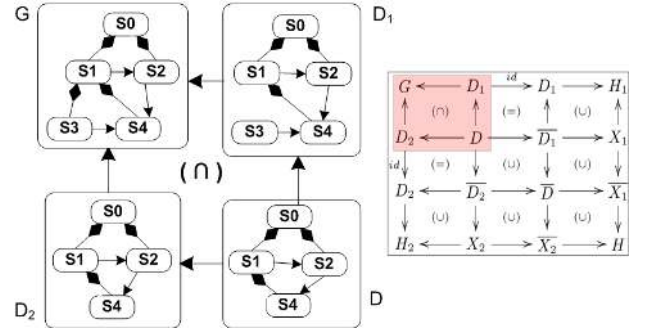 G
D₁
S0
S1
S2
S3
S4
S0
S1
S2
S3
S4
(∩)
S0
S1
S2
S4
S0
S1
S2
S4
D₂
D
G D₁ id D₁ H₁
(∩) (=) (∪)
D₂ D D̅₁ X₁
id (=) (∪) (∪)
D₂ D̅₂ D̅ X̅₁
(∪) (∪) (∪)
H₂ X₂ X̅₂ H